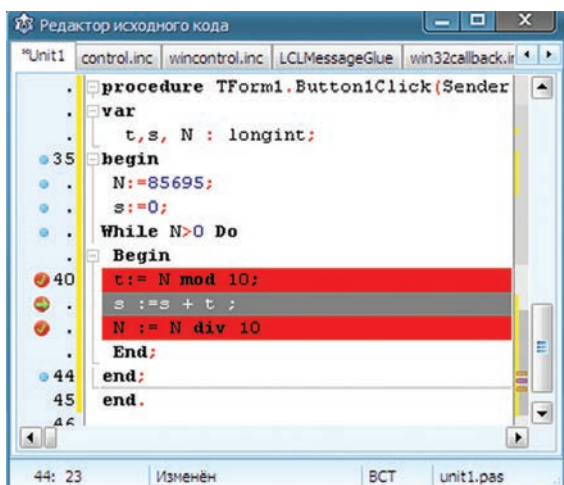 Редактор исходного кода
*Unit1 control.inc wincontrol.inc LCLMessageGlue win32callback.ir
. procedure TForm1.Button1Click(Sender
. var
. t,s, N : longint;
35 begin
. N:=85695;
. s:=0;
. While N>0 Do
. Begin
40 t:= N mod 10;
. s :=s + t ;
. N := N div 10
. End;
44 end;
45 end.
46
44: 23 Изменён ВСТ unit1.pas